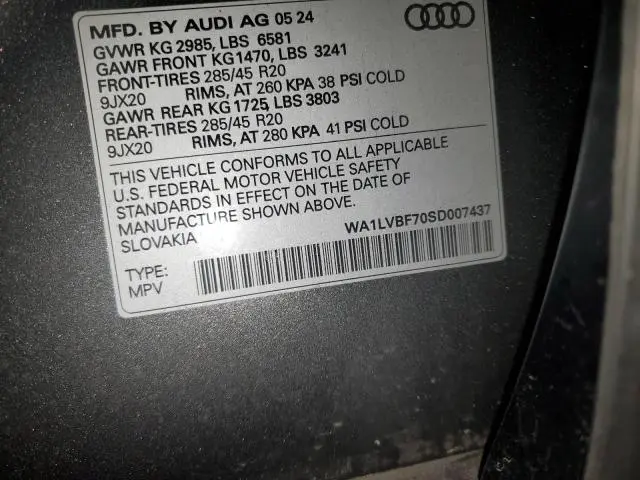 MFD. BY AUDI AG 05 24
GVWR KG 2985, LBS 6581
GAWR FRONT KG 1470, LBS 3241
FRONT-TIRES 285/45 R20
9JX20 RIMS, AT 260 KPA 38 PSI COLD
GAWR REAR KG 1725, LBS 3803
REAR-TIRES 285/45 R20
9JX20 RIMS, AT 280 KPA 41 PSI COLD
THIS VEHICLE CONFORMS TO ALL APPLICABLE
U.S. FEDERAL MOTOR VEHICLE SAFETY
STANDARDS IN EFFECT ON THE DATE OF
MANUFACTURE SHOWN ABOVE.
SLOVAKIA
WA1LVBF70SD007437
TYPE:
MPV